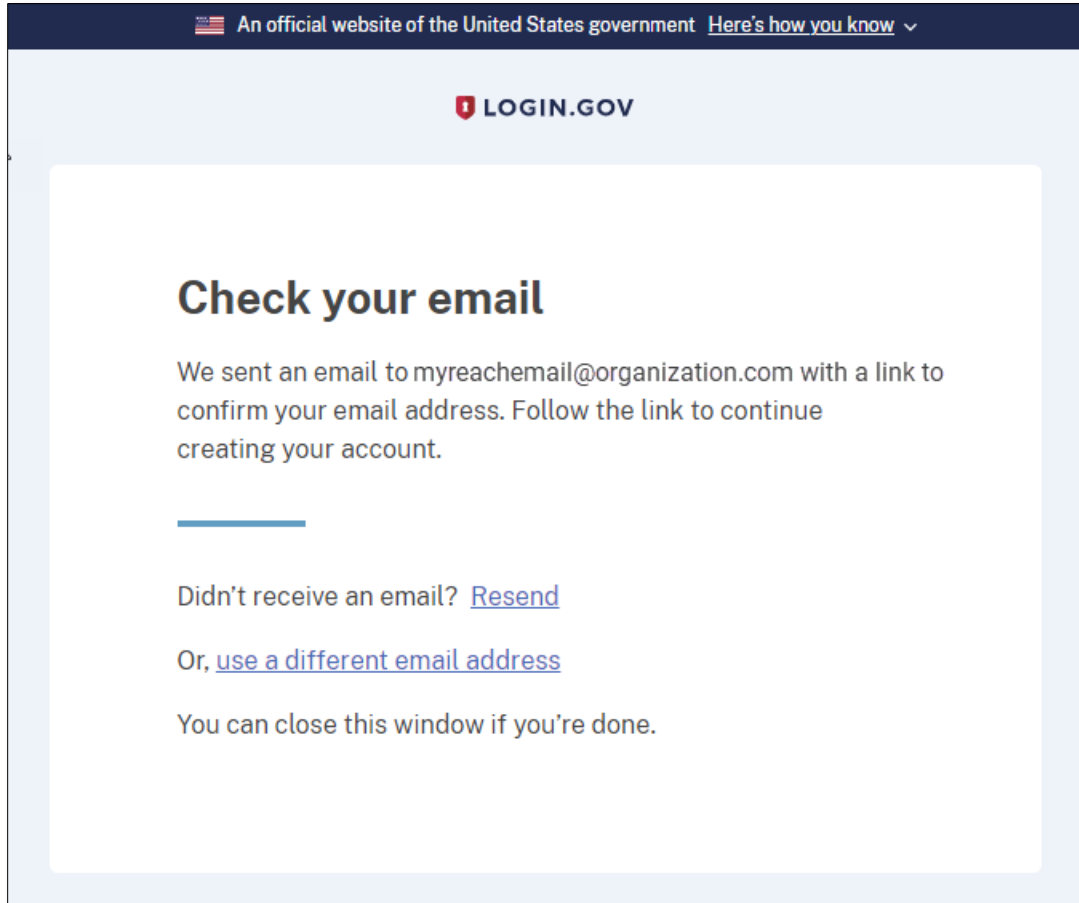 An official website of the United States government Here’s how you know
LOGIN.GOV
Check your email
We sent an email to myreachemail@organization.com with a link to
confirm your email address. Follow the link to continue
creating your account.
Didn’t receive an email? Resend
Or, use a different email address
You can close this window if you’re done.